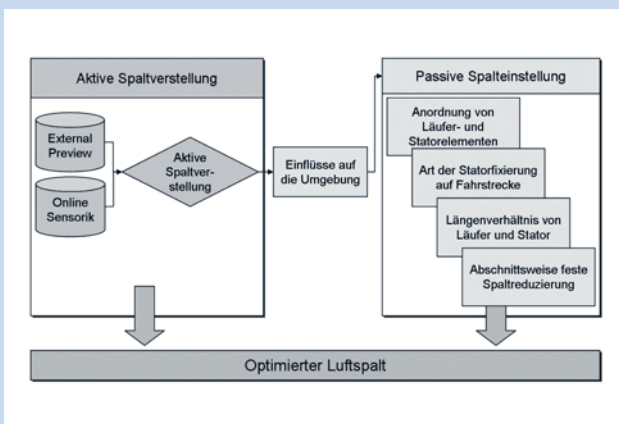 Aktive Spaltverstellung
External
Preview
Online
Sensorik
Aktive
Spaltver-
stellung
Einflüsse auf
die Umgebung
Passive Spalteinstellung
Anordnung von
Läufer- und
Statorelementen
Art der Statorfixierung
auf Fahrstrecke
Längenverhältnis von
Läufer und Stator
Abschnittsweise feste
Spaltreduzierung
Optimierter Luftspalt